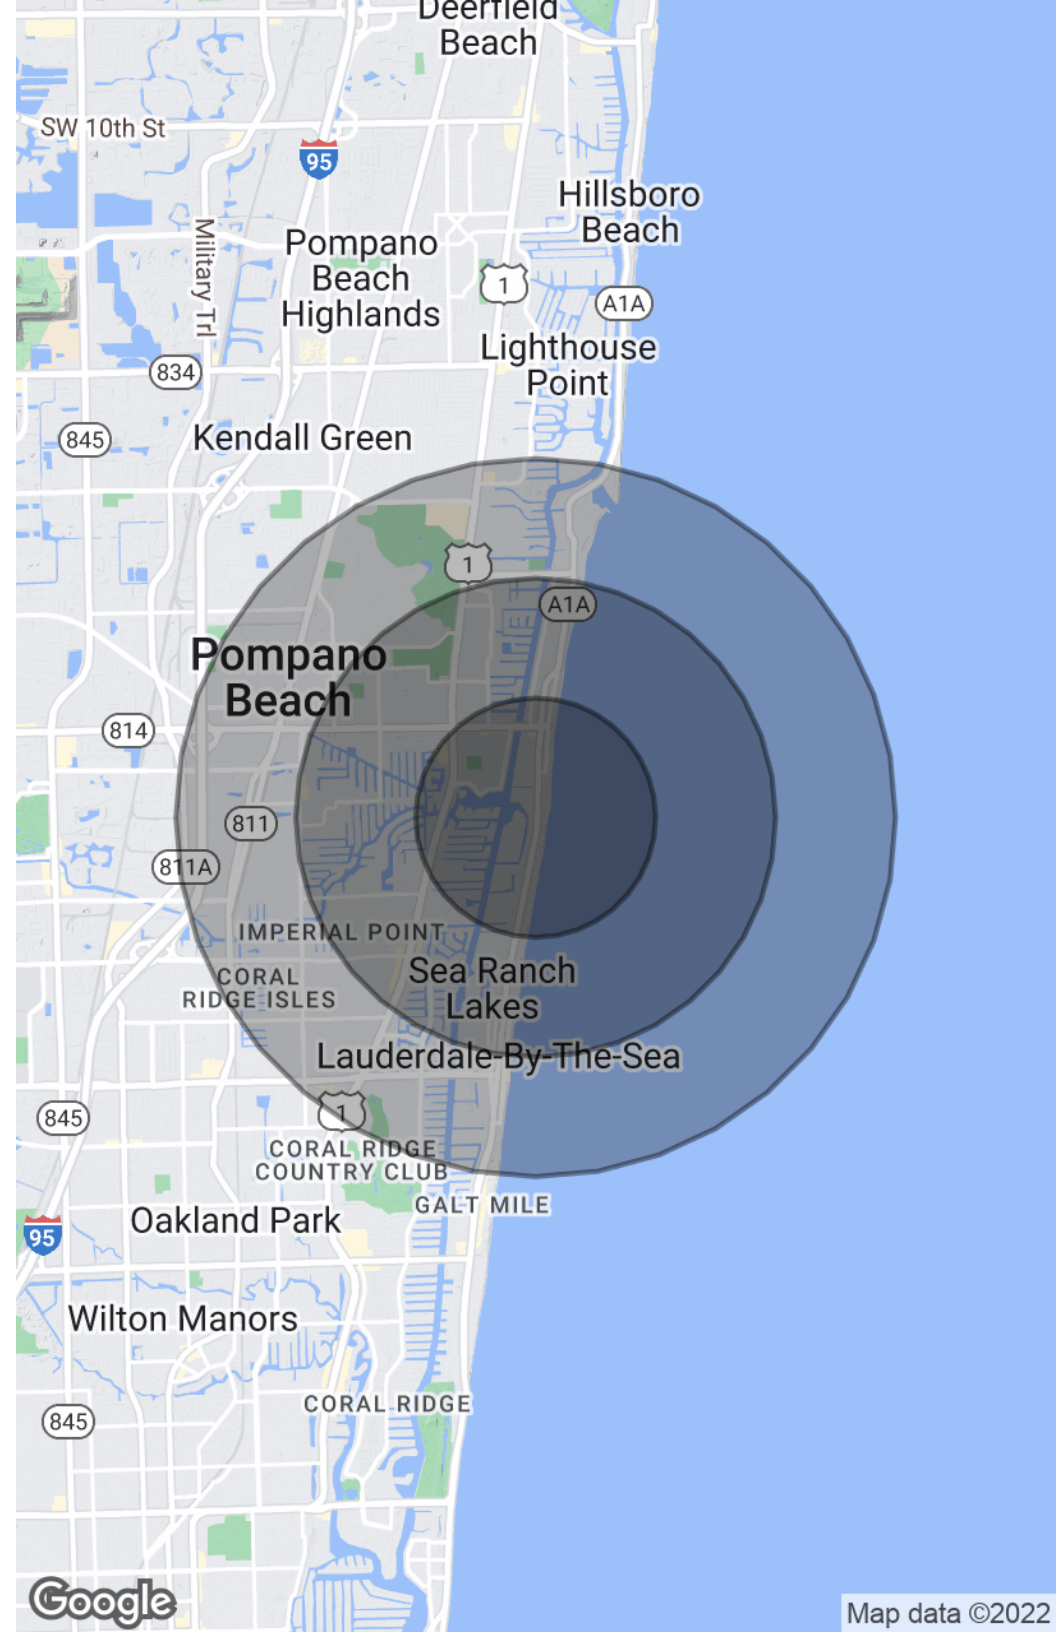 Deerfield
Beach
SW 10th St
95
Hillsboro
Beach
Military Trl
Pompano
Beach
Highlands
1
A1A
Lighthouse
Point
834
845
Kendall Green
1
A1A
Pompano
Beach
814
811
811A
IMPERIAL POINT
Sea Ranch
Lakes
CORAL
RIDGE ISLES
Lauderdale-By-The-Sea
1
845
CORAL RIDGE
COUNTRY CLUB
GALT MILE
Oakland Park
95
Wilton Manors
CORAL RIDGE
845
Google
Map data ©2022